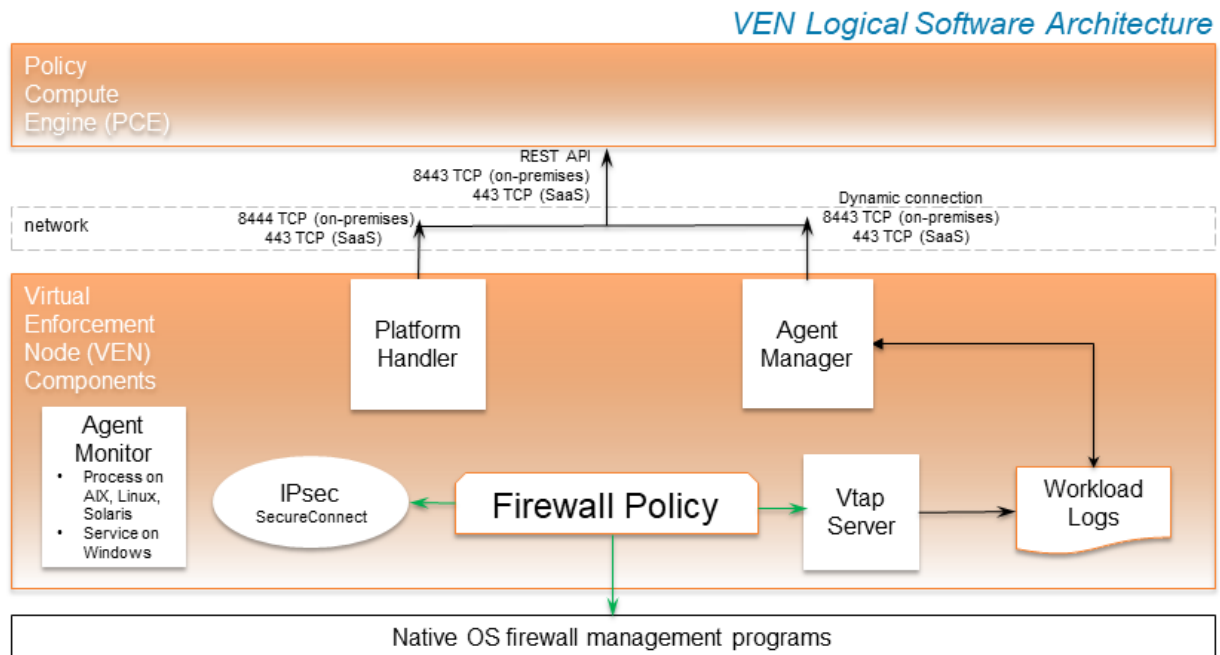 VEN Logical Software Architecture
Policy
Compute
Engine (PCE)
REST API
8443 TCP (on-premises)
443 TCP (SaaS)
network
8444 TCP (on-premises)
443 TCP (SaaS)
Dynamic connection
8443 TCP (on-premises)
443 TCP (SaaS)
Virtual
Enforcement
Node (VEN)
Components
Platform
Handler
Agent
Manager
Agent
Monitor
• Process on
AIX, Linux,
Solaris
• Service on
Windows
IPsec
SecureConnect
Firewall Policy
Vtap
Server
Workload
Logs
Native OS firewall management programs